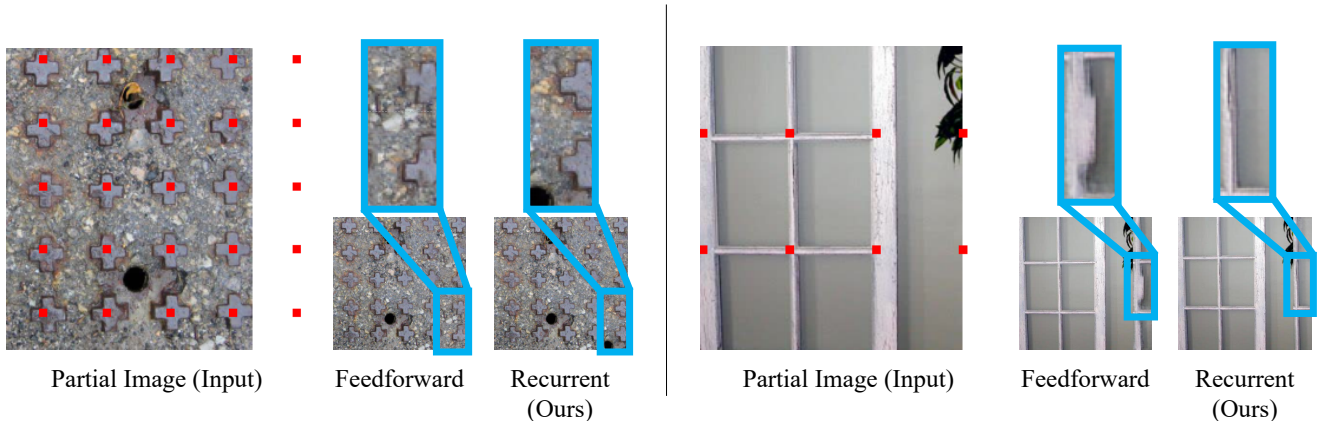 Partial Image (Input)
Feedforward
Recurrent
(Ours)
Partial Image (Input)
Feedforward
Recurrent
(Ours)